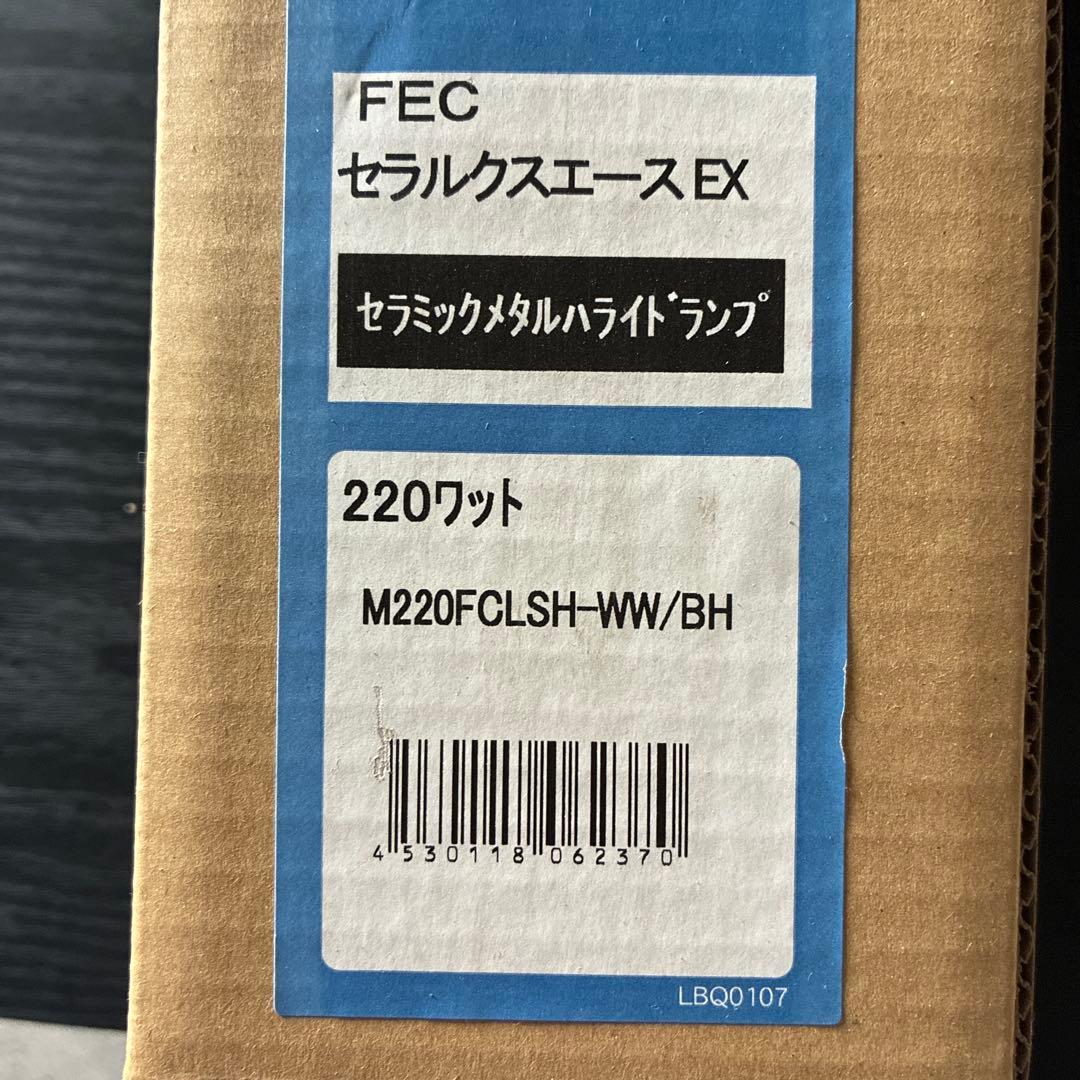 FEC
セラルクスエースEX
セラミックメタルハライドランプ
220ワット
M220FCLSH-WW/BH
4530118062370
LBQ0107